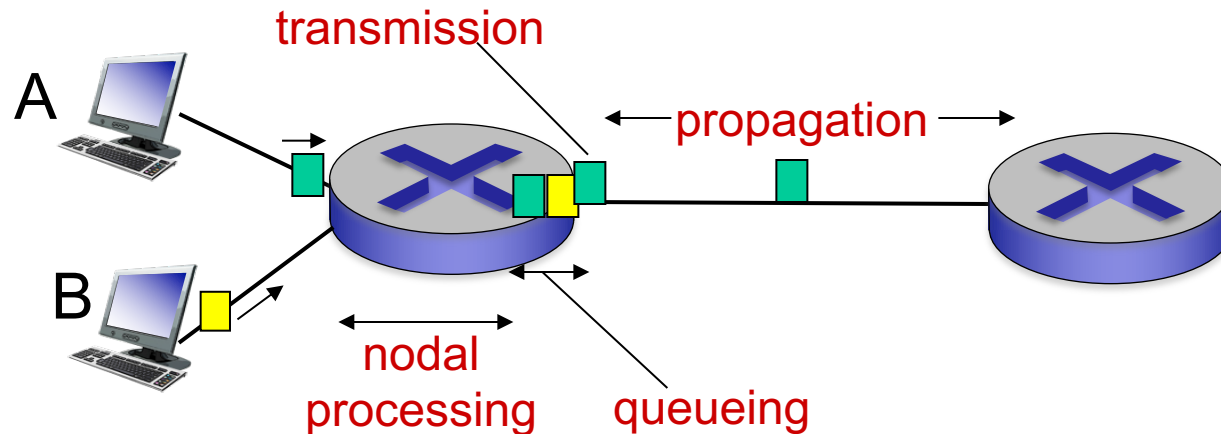 transmission
A
propagation
B
nodal
processing
queueing